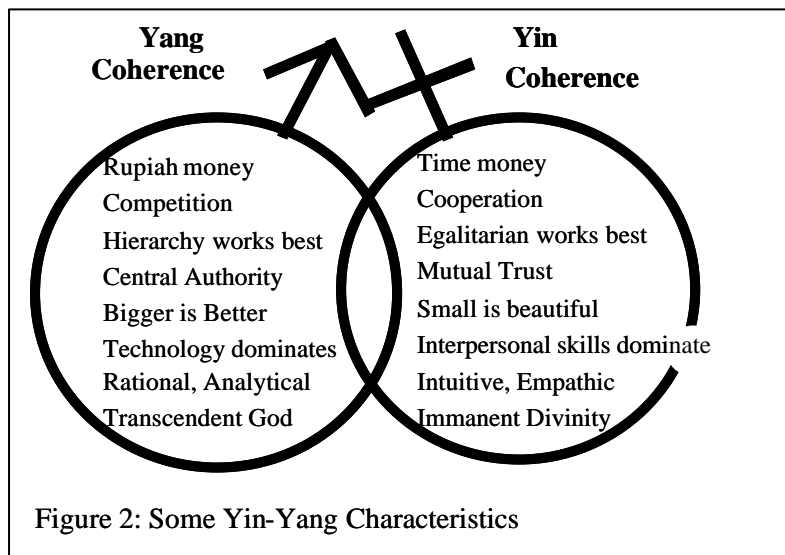 Yang
Coherence
Yin
Coherence
Rupiah money
Competition
Hierarchy works best
Central Authority
Bigger is Better
Technology dominates
Rational, Analytical
Transcendent God
Time money
Cooperation
Egalitarian works best
Mutual Trust
Small is beautiful
Interpersonal skills dominate
Intuitive, Empathic
Immanent Divinity
Figure 2: Some Yin-Yang Characteristics